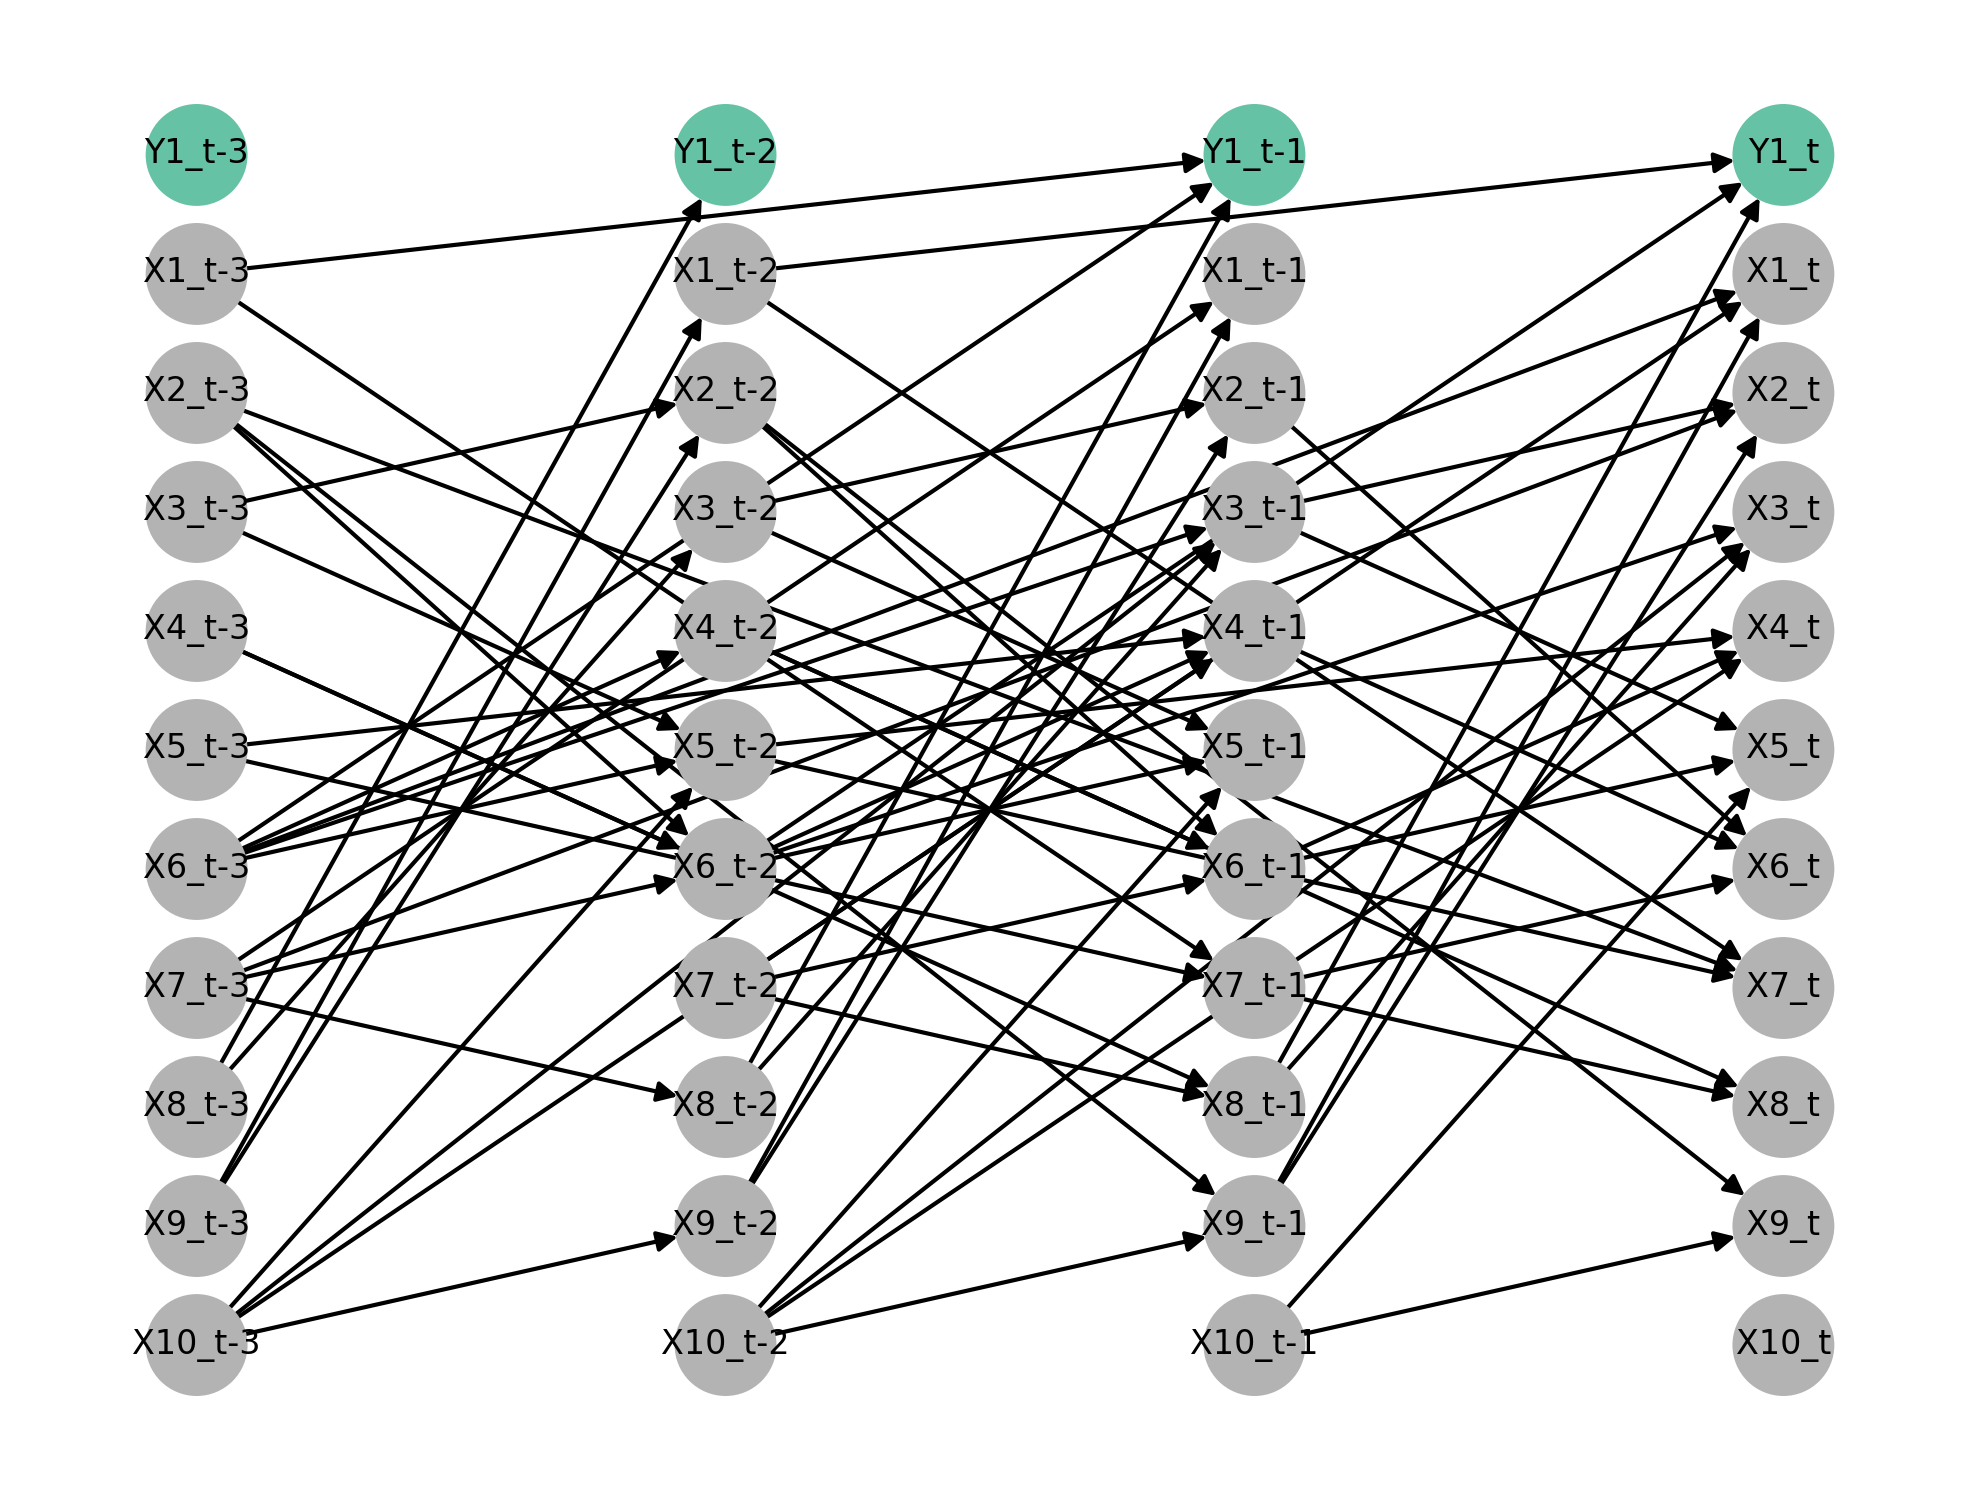 Y1_t-3 Y1_t-2 Y1_t-1 Y1_t
X1_t-3 X1_t-2 X1_t-1 X1_t
X2_t-3 X2_t-2 X2_t-1 X2_t
X3_t-3 X3_t-2 X3_t-1 X3_t
X4_t-3 X4_t-2 X4_t-1 X4_t
X5_t-3 X5_t-2 X5_t-1 X5_t
X6_t-3 X6_t-2 X6_t-1 X6_t
X7_t-3 X7_t-2 X7_t-1 X7_t
X8_t-3 X8_t-2 X8_t-1 X8_t
X9_t-3 X9_t-2 X9_t-1 X9_t
X10_t-3 X10_t-2 X10_t-1 X10_t